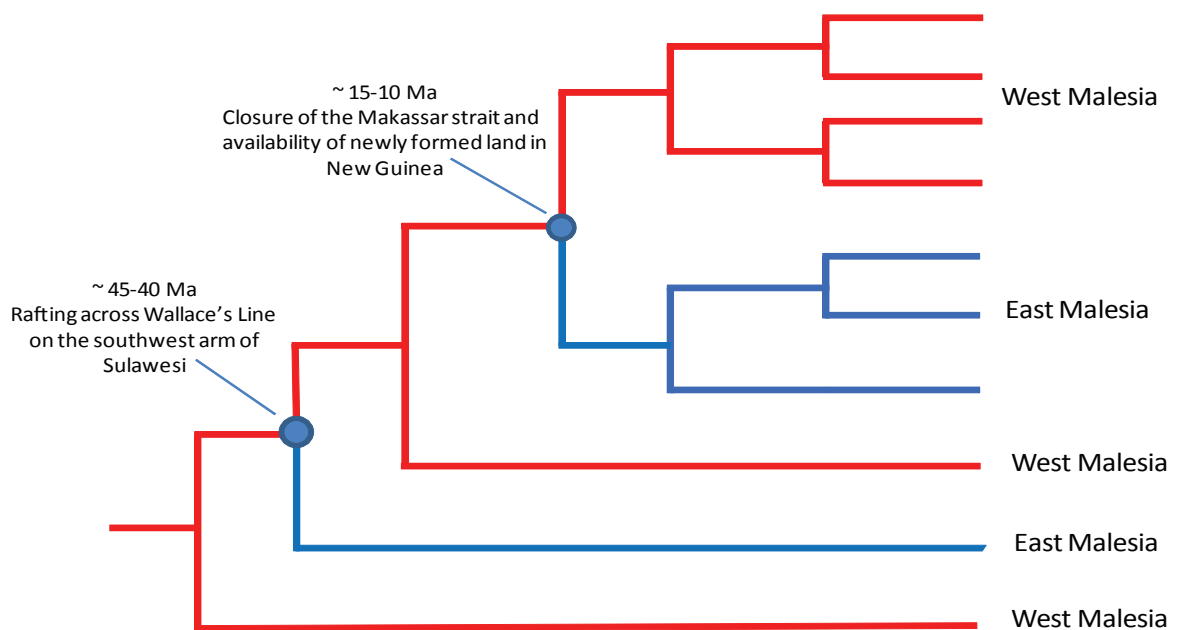 ~ 15-10 Ma
Closure of the Makassar strait and
availability of newly formed land in
New Guinea
West Malesia
~ 45-40 Ma
Rafting across Wallace's Line
on the southwest arm of
Sulawesi
East Malesia
West Malesia
East Malesia
West Malesia